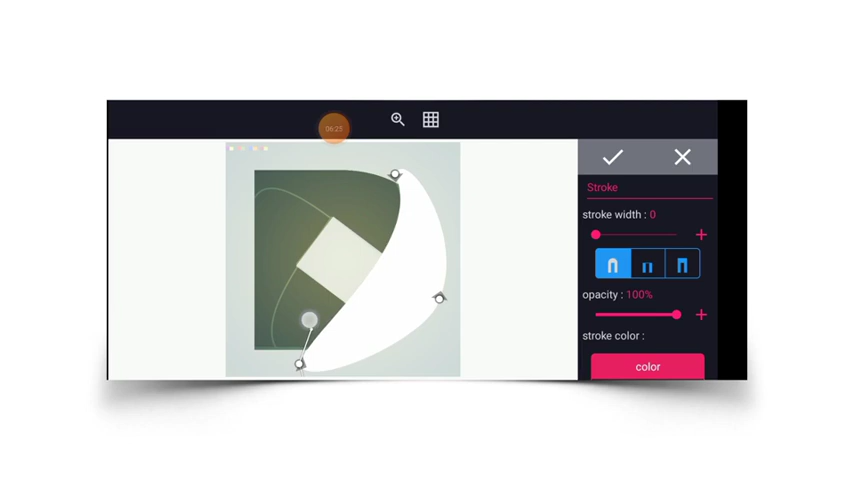 06:25
Stroke
stroke width : 0
opacity : 100%
stroke color :
color